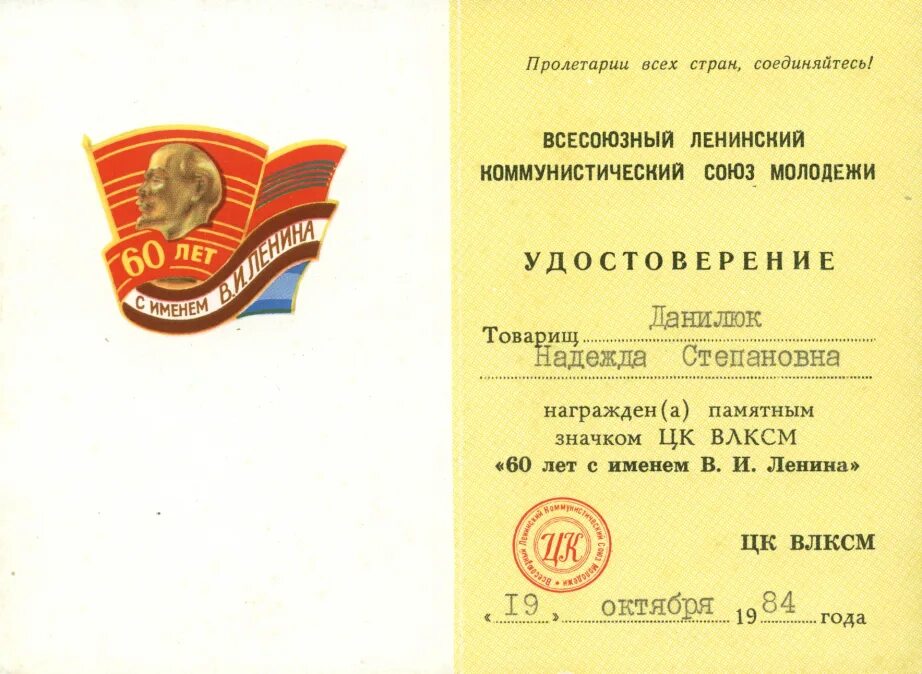 60 ЛЕТ
С ИМЕНЕМ В.И.ЛЕНИНА
Пролетарии всех стран, соединяйтесь!
ВСЕСОЮЗНЫЙ ЛЕНИНСКИЙ
КОММУНИСТИЧЕСКИЙ СОЮЗ МОЛОДЕЖИ
УДОСТОВЕРЕНИЕ
Товарищ Данилюк
Надежда Степановна
награжден(а) памятным
значком ЦК ВЛКСМ
«60 лет с именем В. И. Ленина»
Всесоюзный Ленинский Коммунистический Союз Молодежи
ЦК
ЦК ВЛКСМ
«19» октября 1984 года